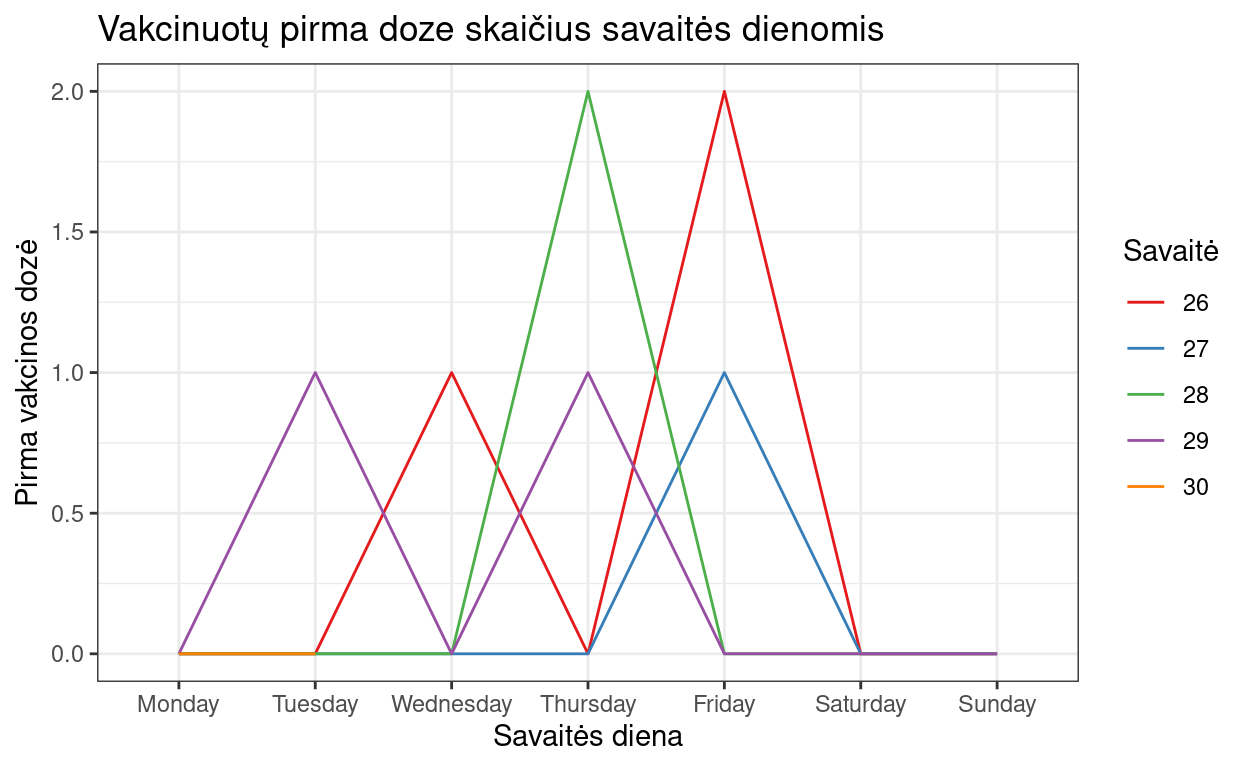 Vakcinuotų pirma doze skaičius savaitės dienomis
2.0
1.5
1.0
0.5
0.0
Pirma vakcinos dozė
Monday Tuesday Wednesday Thursday Friday Saturday Sunday
Savaitės diena
Savaitė
26
27
28
29
30